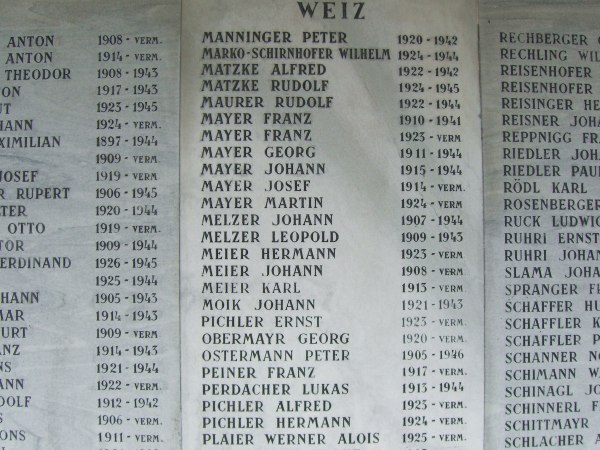 WEIZ
ANTON 1908 - VERM.
ANTON 1914 - VERM.
THEODOR 1908 - 1943
1917 - 1943
1923 - 1945
1924 - VERM.
1897 - 1944
1909 - VERM.
JOSEF 1919 - VERM
RUPERT 1906 - 1945
1920 - 1944
OTTO 1919 - VERM.
1909 - 1944
1926 - 1945
1925 - 1944
1905 - 1943
1914 - 1943
1909 - VERM
1914 - 1943
1921 - 1944
1922 - VERM.
1912 - 1942
1906 - VERM.
1911 - VERM.
MANNINGER PETER 1920 - 1942
MARKO-SCHIRNHOFER WILHELM 1924 - 1944
MATZKE ALFRED 1922 - 1942
MATZKE RUDOLF 1924 - 1945
MAURER RUDOLF 1922 - 1944
MAYER FRANZ 1910 - 1941
MAYER FRANZ 1923 - VERM
MAYER GEORG 1911 - 1944
MAYER JOHANN 1915 - 1944
MAYER JOSEF 1914 - VERM.
MAYER MARTIN 1924 - VERM
MELZER JOHANN 1907 - 1944
MELZER LEOPOLD 1909 - 1943
MEIER HERMANN 1923 - VERM
MEIER JOHANN 1908 - VERM
MEIER KARL 1913 - VERM.
MOIK JOHANN 1921 - 1943
PICHLER ERNST 1923 - VERM.
OBERMAYR GEORG 1920 - VERM.
OSTERMANN PETER 1905 - 1946
PEINER FRANZ 1917 - VERM.
PERDACHER LUKAS 1913 - 1944
PICHLER ALFRED 1923 - VERM.
PICHLER HERMANN 1924 - VERM.
PLAIER WERNER ALOIS 1925 - VERM.
RECHBERGER
RECHLING
REISENHOFER
REISENHOFER
REISINGER
REISNER
REPPNIGG
RIEDLER
RIEDLER
RÖDL KARL
ROSENBERGER
RUCK
RUHRI ERNST
RUHRI
SLAMA
SPRANGER
SCHAFFER
SCHAFFLER
SCHAFFLER
SCHANNER
SCHIMANN
SCHINAGL
SCHINNERL
SCHITTMAYR
SCHLACHER